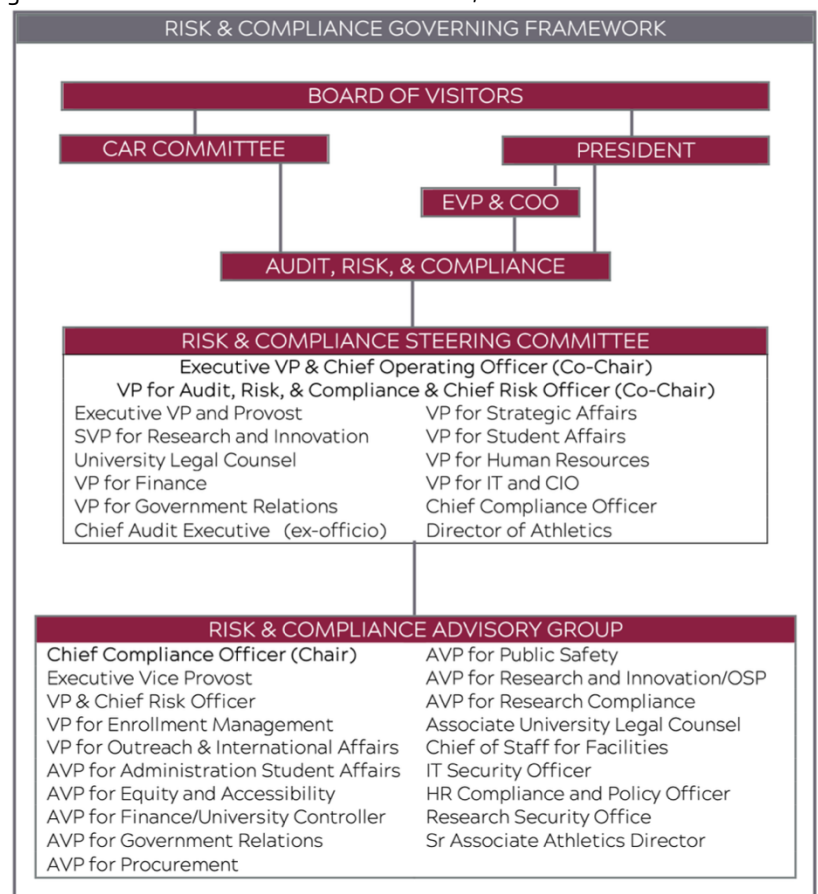 RISK & COMPLIANCE GOVERNING FRAMEWORK
BOARD OF VISITORS
CAR COMMITTEE
PRESIDENT
EVP & COO
AUDIT, RISK, & COMPLIANCE
RISK & COMPLIANCE STEERING COMMITTEE
Executive VP & Chief Operating Officer (Co-Chair)
VP for Audit, Risk, & Compliance & Chief Risk Officer (Co-Chair)
Executive VP and Provost
SVP for Research and Innovation
University Legal Counsel
VP for Finance
VP for Government Relations
Chief Audit Executive (ex-officio)
VP for Strategic Affairs
VP for Student Affairs
VP for Human Resources
VP for IT and CIO
Chief Compliance Officer
Director of Athletics
RISK & COMPLIANCE ADVISORY GROUP
Chief Compliance Officer (Chair)
Executive Vice Provost
VP & Chief Risk Officer
VP for Enrollment Management
VP for Outreach & International Affairs
AVP for Administration Student Affairs
AVP for Equity and Accessibility
AVP for Finance/University Controller
AVP for Government Relations
AVP for Procurement
AVP for Public Safety
AVP for Research and Innovation/OSP
AVP for Research Compliance
Associate University Legal Counsel
Chief of Staff for Facilities
IT Security Officer
HR Compliance and Policy Officer
Research Security Office
Sr Associate Athletics Director